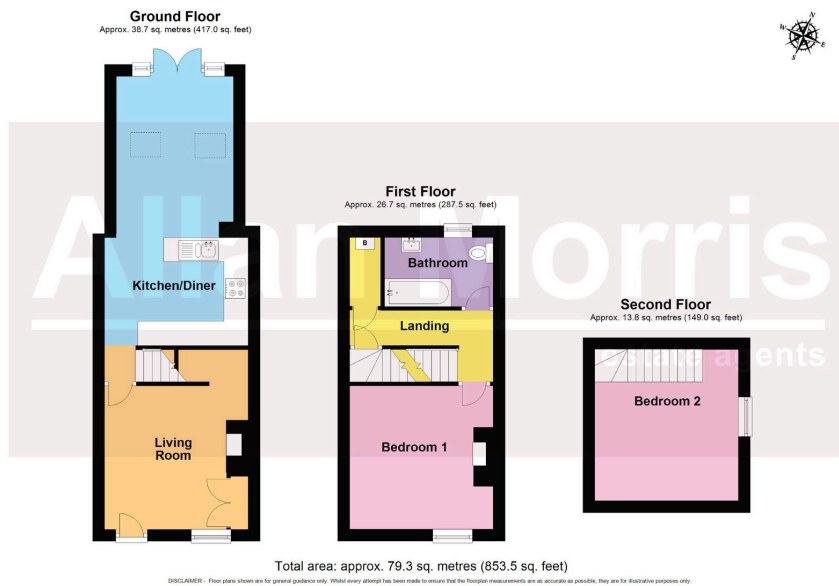 Ground Floor
Approx. 38.7 sq. metres (417.0 sq. feet)
N
W
E
S
First Floor
Approx. 26.7 sq. metres (287.5 sq. feet)
B
Bathroom
Kitchen/Diner
Landing
Second Floor
Approx. 13.8 sq. metres (149.0 sq. feet)
Allan Morris
estate agents
Bedroom 2
Living
Room
Bedroom 1
Total area: approx. 79.3 sq. metres (853.5 sq. feet)
DISCLAIMER - Floor plans shown are for general guidance only. Whilst every attempt has been made to ensure that the floorplan measurements are as accurate as possible, they are for illustrative purposes only.